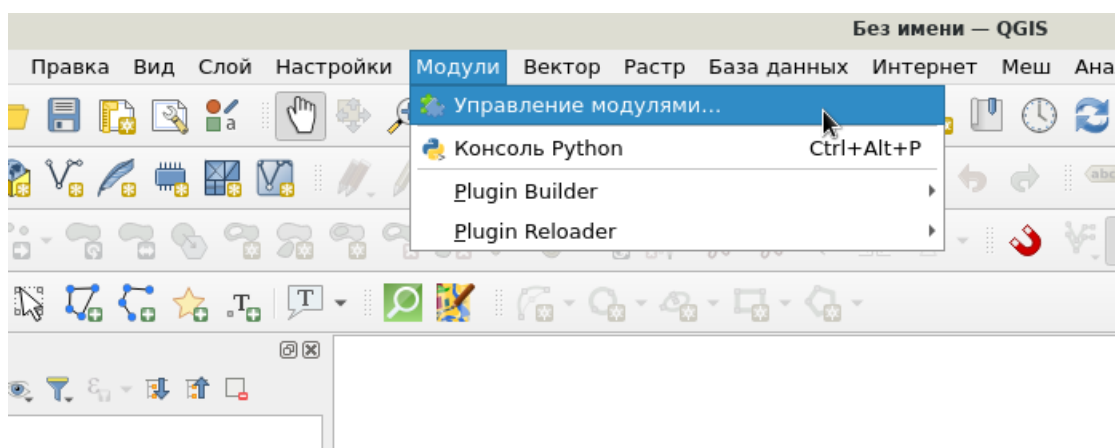 Без имени — QGIS
Правка Вид Слой Настройки Модули Вектор Растр База данных Интернет Меш Ана
Управление модулями...
Консоль Python Ctrl+Alt+P
Plugin Builder
Plugin Reloader